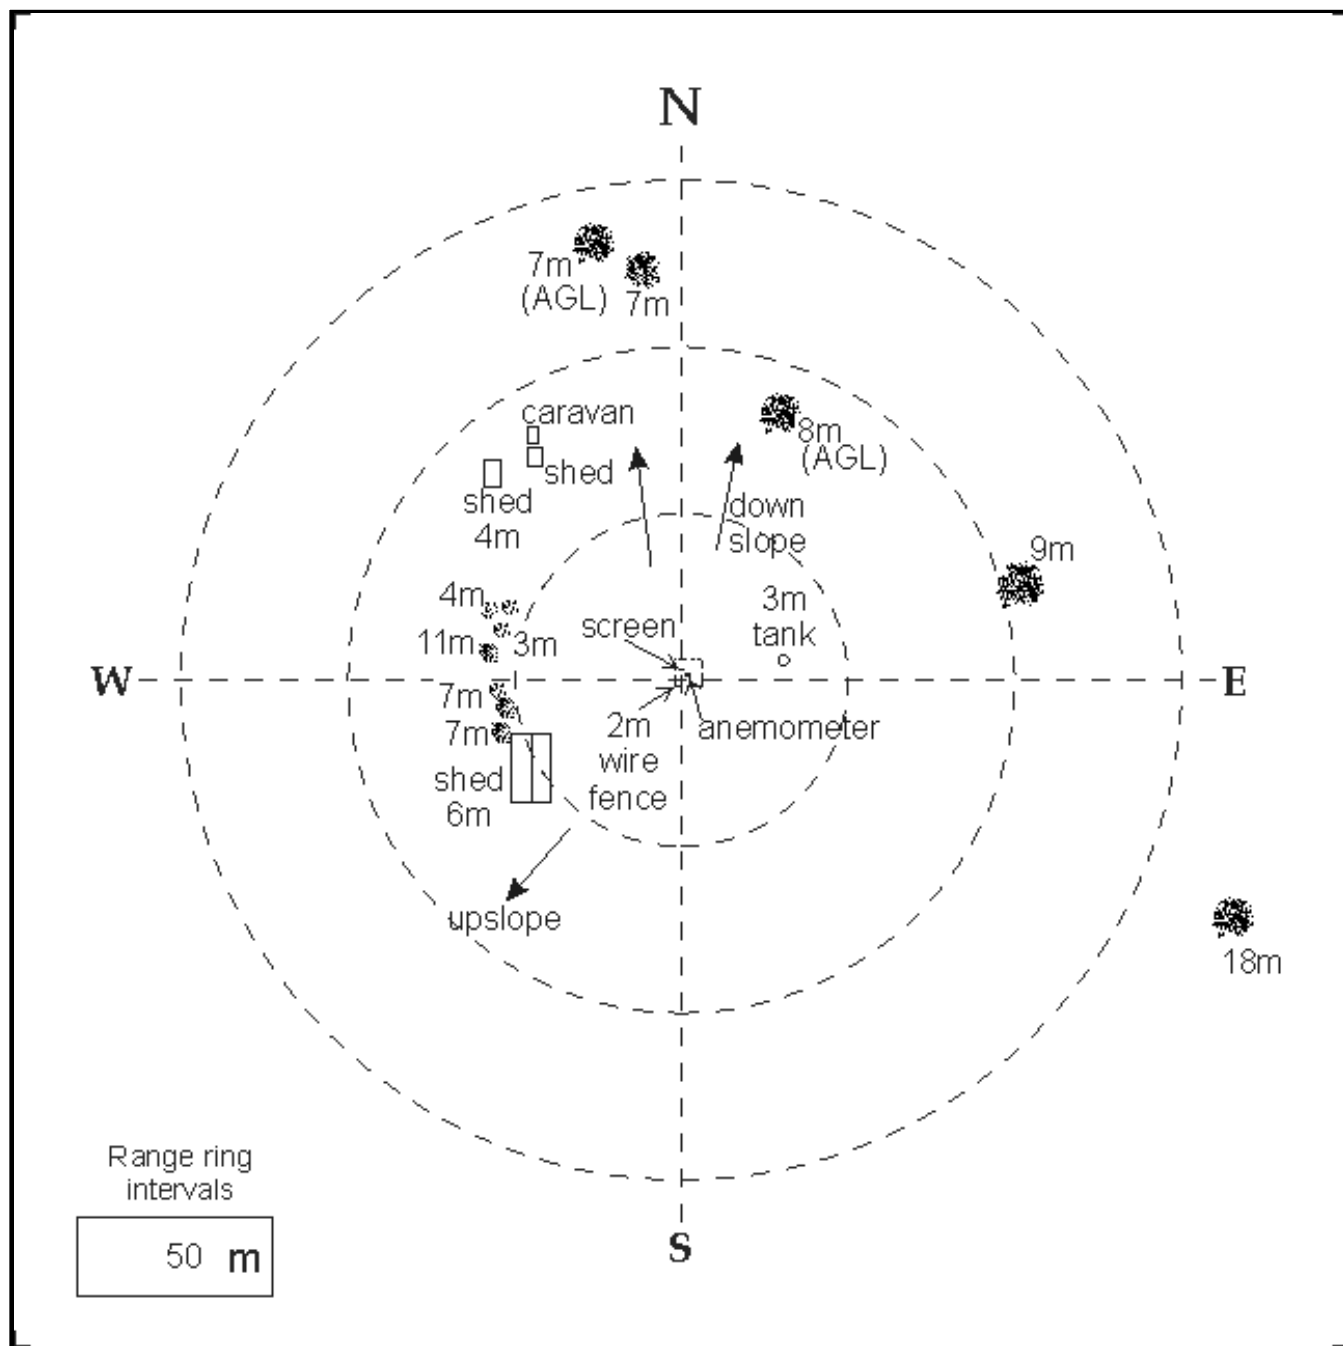 N
7m
(AGL)
7m
caravan
8m
(AGL)
shed
shed
4m
down
slope
9m
4m
3m
tank
screen
11m
3m
W
E
7m
7m
2m
wire
fence
anemometer
shed
6m
upslope
18m
Range ring
intervals
50 m
S